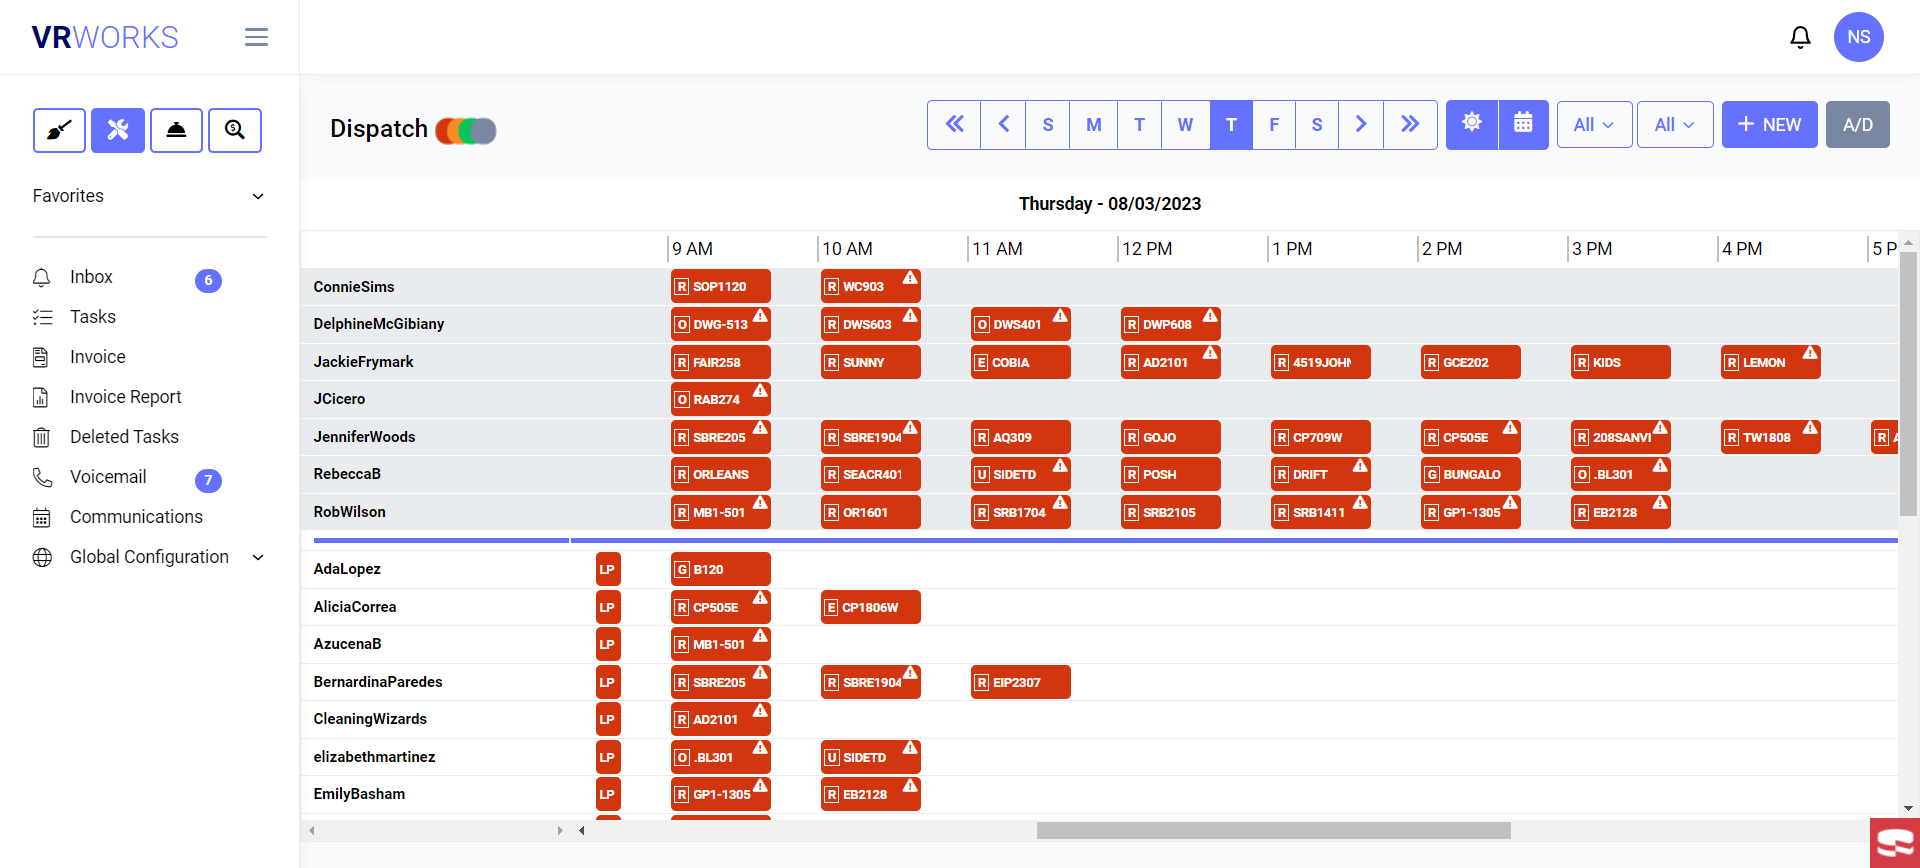 VRWORKS
NS
Dispatch
S M T W T F S
All
All
+ NEW
A/D
Favorites
Inbox 6
Tasks
Invoice
Invoice Report
Deleted Tasks
Voicemail 7
Communications
Global Configuration
Thursday - 08/03/2023
9 AM 10 AM 11 AM 12 PM 1 PM 2 PM 3 PM 4 PM 5 P
ConnieSims R SOP1120 R WC903
DelphineMcGibiany O DWG-513 R DWS603 O DWS401 R DWP608
JackieFrymark R FAIR258 R SUNNY E COBIA R AD2101 R 4519JOHN R GCE202 R KIDS R LEMON
JCicero O RAB274
JenniferWoods R SBRE205 R SBRE1904 R AQ309 R GOJO R CP709W R CP505E R 208SANVI R TW1808 R
RebeccaB R ORLEANS R SEACR401 U SIDETD R POSH R DRIFT G BUNGALO O .BL301
RobWilson R MB1-501 R OR1601 R SRB1704 R SRB2105 R SRB1411 R GP1-1305 R EB2128
AdaLopez LP G B120
AliciaCorrea LP R CP505E E CP1806W
AzucenaB LP R MB1-501
BernardinaParedes LP R SBRE205 R SBRE1904 R EIP2307
CleaningWizards LP R AD2101
elizabethmartinez LP O .BL301 U SIDETD
EmilyBasham LP R GP1-1305 R EB2128